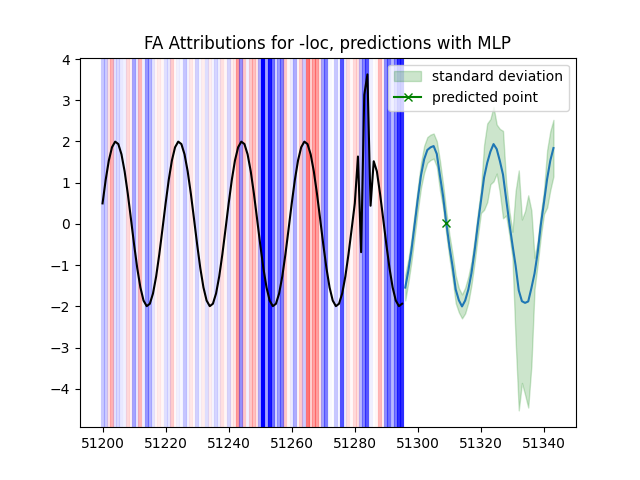 FA Attributions for -loc, predictions with MLP
4
3
2
1
0
−1
−2
−3
−4
standard deviation
predicted point
51200 51220 51240 51260 51280 51300 51320 51340